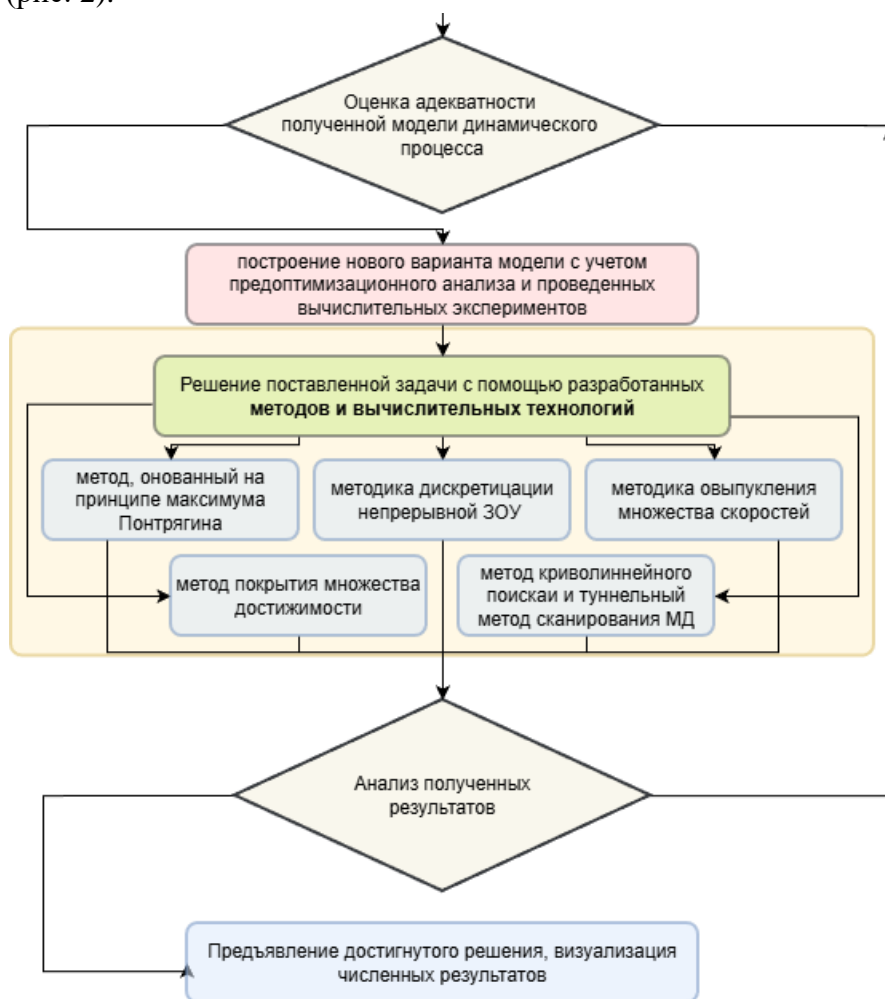 (рис. 2).
Оценка адекватности
полученной модели динамического
процесса
построение нового варианта модели с учетом
предоптимизационного анализа и проведенных
вычислительных экспериментов
Решение поставленной задачи с помощью разработанных
методов и вычислительных технологий
метод, онованный на
принципе максимума
Понтрягина
методика дискретицации
непрерывной ЗОУ
методика овыпукления
множества скоростей
метод покрытия множества
достижимости
метод криволиннейного
поискаи и туннельный
метод сканирования МД
Анализ полученных
результатов
Предъявление достигнутого решения, визуализация
численных результатов